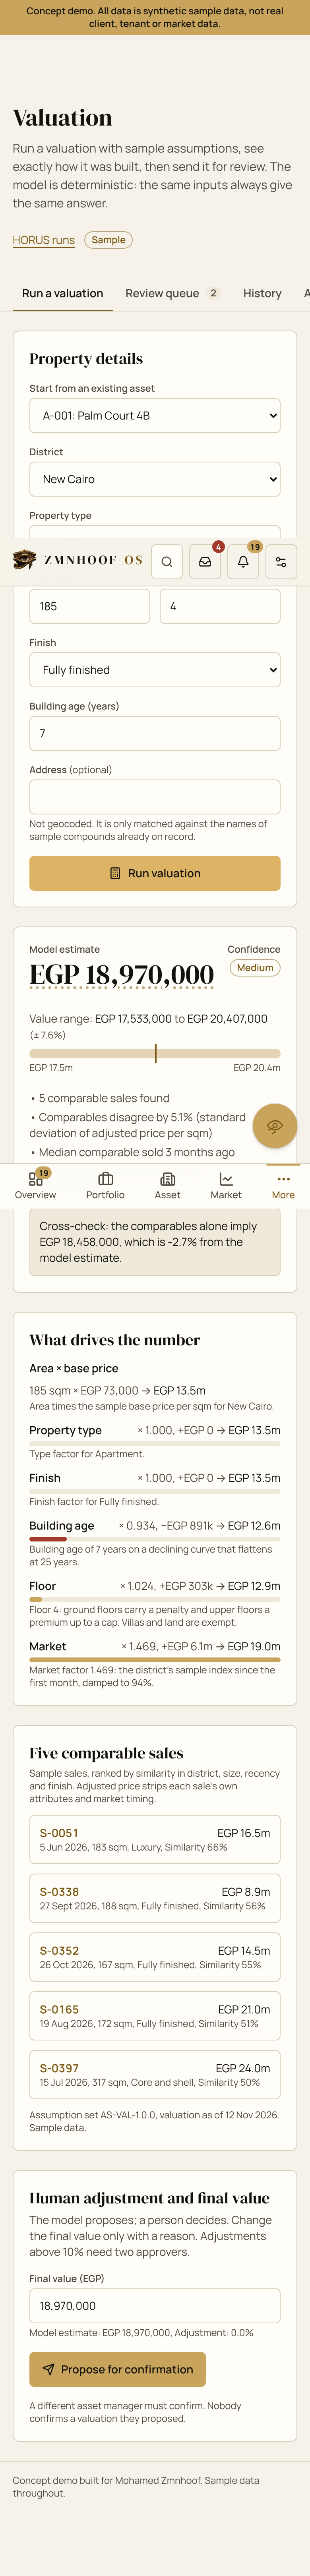 Concept demo. All data is synthetic sample data, not real
client, tenant or market data.
Valuation
Run a valuation with sample assumptions, see
exactly how it was built, then send it for review. The
model is deterministic: the same inputs always give
the same answer.
HORUS runs
Sample
Run a valuation
Review queue 2
History
A
Property details
Start from an existing asset
A-001: Palm Court 4B
District
New Cairo
Property type
ZMNHOOF OS
4
19
185
4
Finish
Fully finished
Building age (years)
7
Address (optional)
Not geocoded. It is only matched against the names of
sample compounds already on record.
Run valuation
Model estimate
Confidence
EGP 18,970,000
Medium
Value range: EGP 17,533,000 to EGP 20,407,000
(± 7.6%)
EGP 17.5m
EGP 20.4m
• 5 comparable sales found
• Comparables disagree by 5.1% (standard
deviation of adjusted price per sqm)
• Median comparable sold 3 months ago
19
Overview
Portfolio
Asset
Market
More
Cross-check: the comparables alone imply
EGP 18,458,000, which is -2.7% from the
model estimate.
What drives the number
Area × base price
185 sqm × EGP 73,000 → EGP 13.5m
Area times the sample base price per sqm for New Cairo.
Property type × 1.000, +EGP 0 → EGP 13.5m
Type factor for Apartment.
Finish × 1.000, +EGP 0 → EGP 13.5m
Finish factor for Fully finished.
Building age × 0.934, −EGP 891k → EGP 12.6m
Building age of 7 years on a declining curve that flattens
at 25 years.
Floor × 1.024, +EGP 303k → EGP 12.9m
Floor 4: ground floors carry a penalty and upper floors a
premium up to a cap. Villas and land are exempt.
Market × 1.469, +EGP 6.1m → EGP 19.0m
Market factor 1.469: the district's sample index since the
first month, damped to 94%.
Five comparable sales
Sample sales, ranked by similarity in district, size, recency
and finish. Adjusted price strips each sale's own
attributes and market timing.
S-0051 EGP 16.5m
5 Jun 2026, 183 sqm, Luxury, Similarity 66%
S-0338 EGP 8.9m
27 Sept 2026, 188 sqm, Fully finished, Similarity 56%
S-0352 EGP 14.5m
26 Oct 2026, 167 sqm, Fully finished, Similarity 55%
S-0165 EGP 21.0m
19 Aug 2026, 172 sqm, Fully finished, Similarity 51%
S-0397 EGP 24.0m
15 Jul 2026, 317 sqm, Core and shell, Similarity 50%
Assumption set AS-VAL-1.0.0, valuation as of 12 Nov 2026.
Sample data.
Human adjustment and final value
The model proposes; a person decides. Change
the final value only with a reason. Adjustments
above 10% need two approvers.
Final value (EGP)
18,970,000
Model estimate: EGP 18,970,000, Adjustment: 0.0%
Propose for confirmation
A different asset manager must confirm. Nobody
confirms a valuation they proposed.
Concept demo built for Mohamed Zmnhoof. Sample data
throughout.